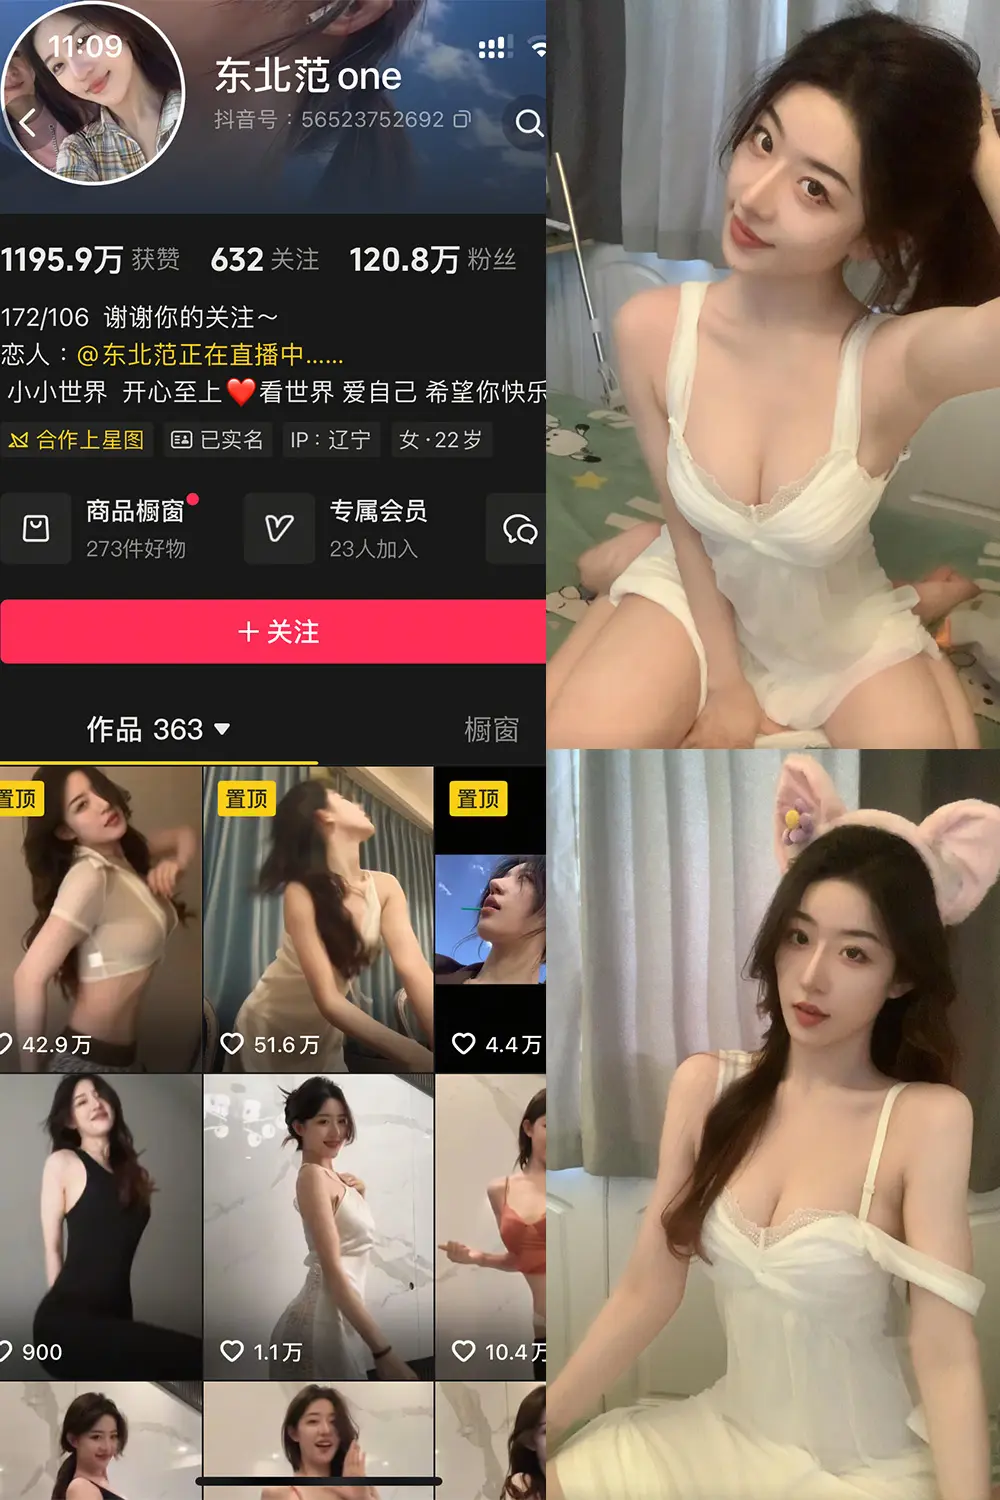 11:09
东北范one
抖音号：56523752692
1195.9万 获赞 632 关注 120.8万 粉丝
172/106 谢谢你的关注～
恋人：@东北范正在直播中......
小小世界 开心至上❤️看世界 爱自己 希望你快乐
合作上星图 已实名 IP：辽宁 女·22岁
商品橱窗 专属会员
273件好物 23人加入
+ 关注
作品 363 橱窗
置顶 置顶 置顶
42.9万 51.6万 4.4万
900 1.1万 10.4万